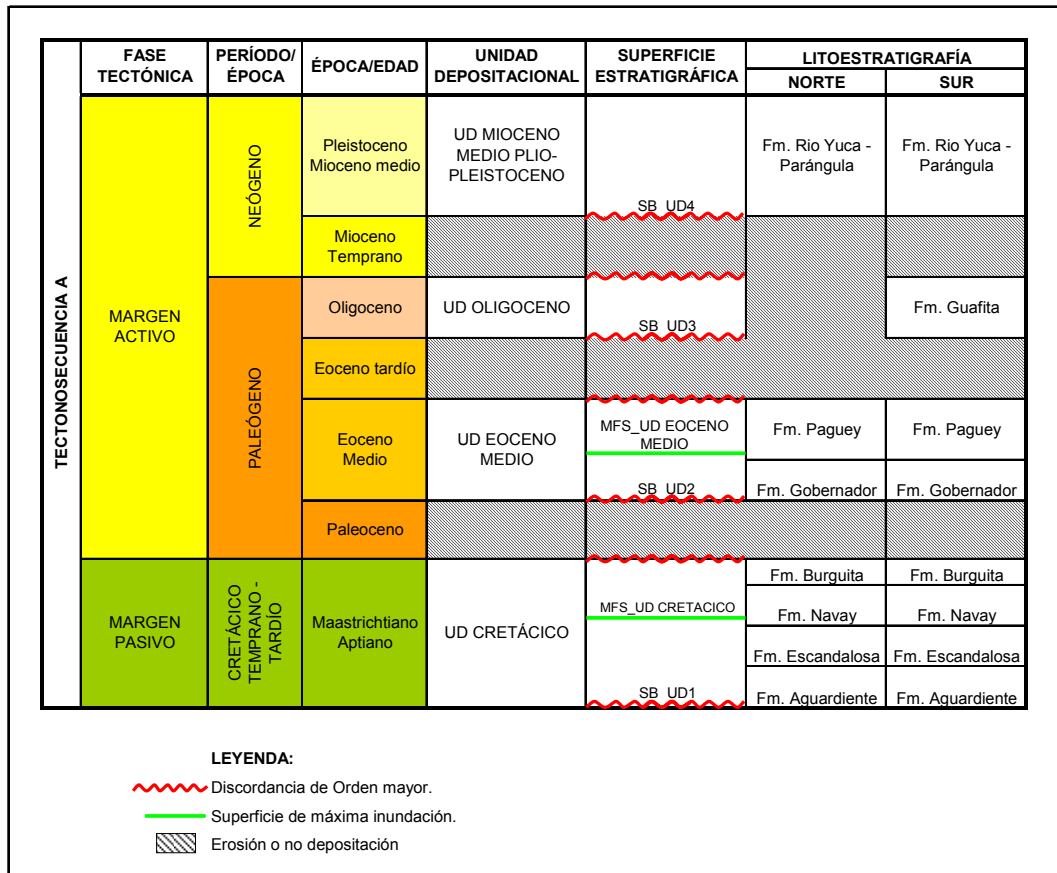 FASE
TECTÓNICA
PERÍODO/
ÉPOCA
ÉPOCA/EDAD
UNIDAD
DEPOSITACIONAL
SUPERFICIE
ESTRATIGRÁFICA
LITOESTRATIGRAFÍA
NORTE
SUR
TECTONOSECUENCIA A
MARGEN
ACTIVO
NEÓGENO
Pleistoceno
Mioceno medio
UD MIOCENO
MEDIO PLIO-
PLEISTOCENO
SB_UD4
Fm. Rio Yuca -
Parángula
Fm. Rio Yuca -
Parángula
Mioceno
Temprano
PALEÓGENO
Oligoceno
UD OLIGOCENO
SB_UD3
Fm. Guafita
Eoceno tardío
Eoceno
Medio
UD EOCENO
MEDIO
MFS_UD EOCENO
MEDIO
SB_UD2
Fm. Paguey
Fm. Paguey
Fm. Gobernador
Fm. Gobernador
Paleoceno
MARGEN
PASIVO
CRETÁCICO
TEMPRANO -
TARDÍO
Maastrichtiano
Aptiano
UD CRETÁCICO
MFS_UD CRETACICO
SB_UD1
Fm. Burguita
Fm. Burguita
Fm. Navay
Fm. Navay
Fm. Escandalosa
Fm. Escandalosa
Fm. Aguardiente
Fm. Aguardiente
LEYENDA:
Discordancia de Orden mayor.
Superficie de máxima inundación.
Erosión o no depositación